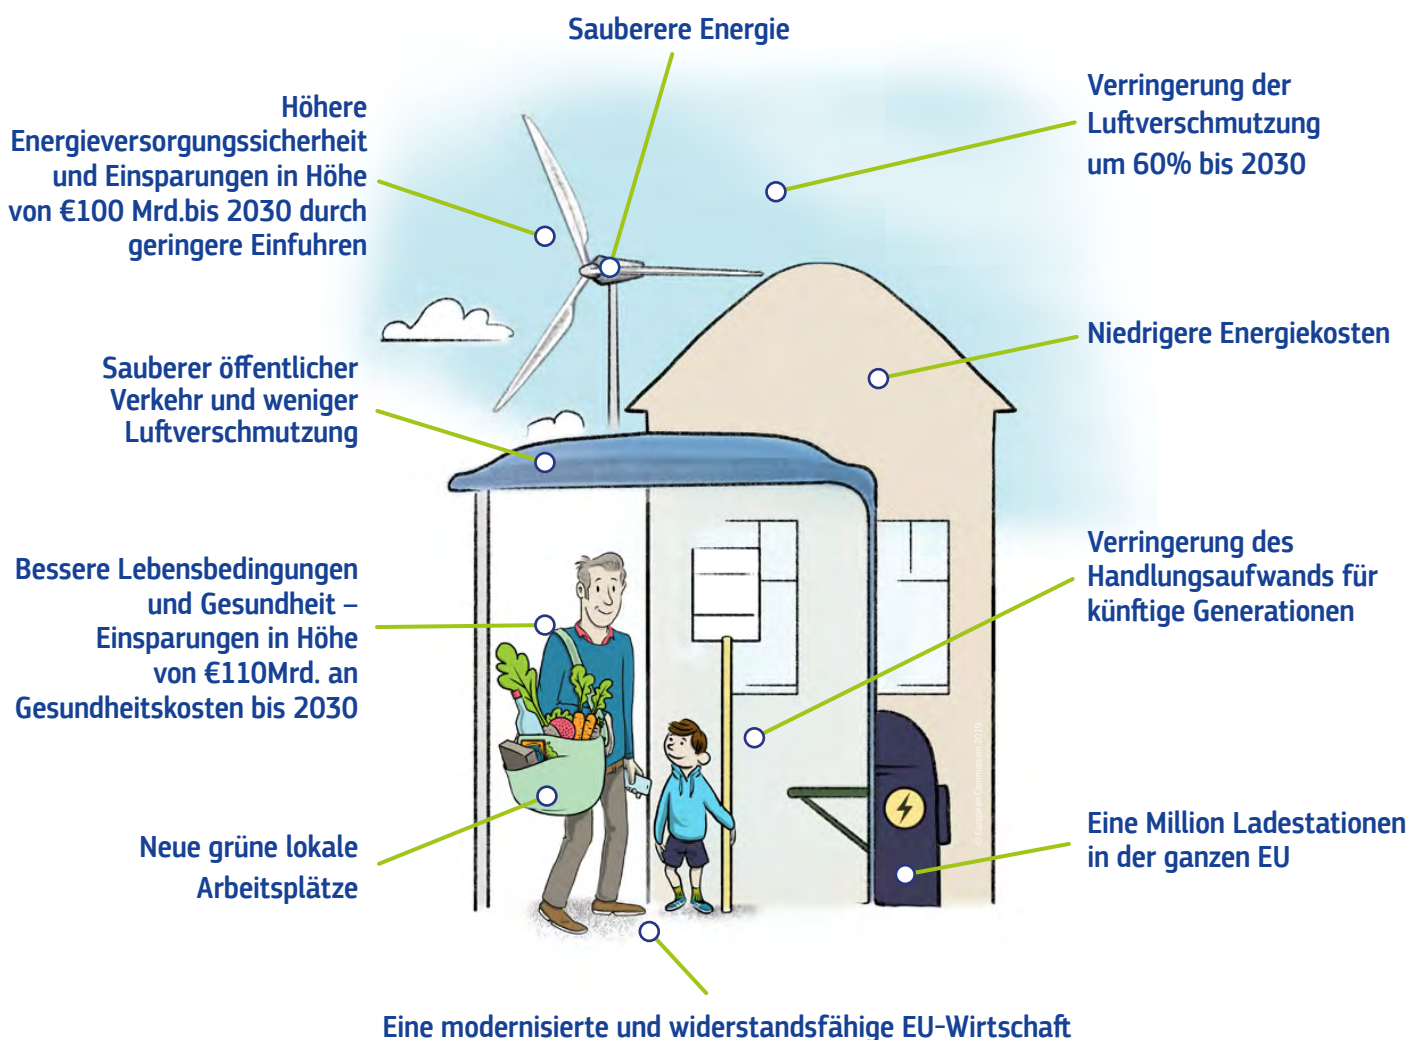 Sauberere Energie
Höhere
Energieversorgungssicherheit
und Einsparungen in Höhe
von €100 Mrd.bis 2030 durch
geringere Einfuhren
Verringerung der
Luftverschmutzung
um 60% bis 2030
Niedrigere Energiekosten
Sauberer öffentlicher
Verkehr und weniger
Luftverschmutzung
Bessere Lebensbedingungen
und Gesundheit –
Einsparungen in Höhe
von €110Mrd. an
Gesundheitskosten bis 2030
Verringerung des
Handlungsaufwands für
künftige Generationen
Neue grüne lokale
Arbeitsplätze
Eine Million Ladestationen
in der ganzen EU
© European Commission 2019
Eine modernisierte und widerstandsfähige EU-Wirtschaft